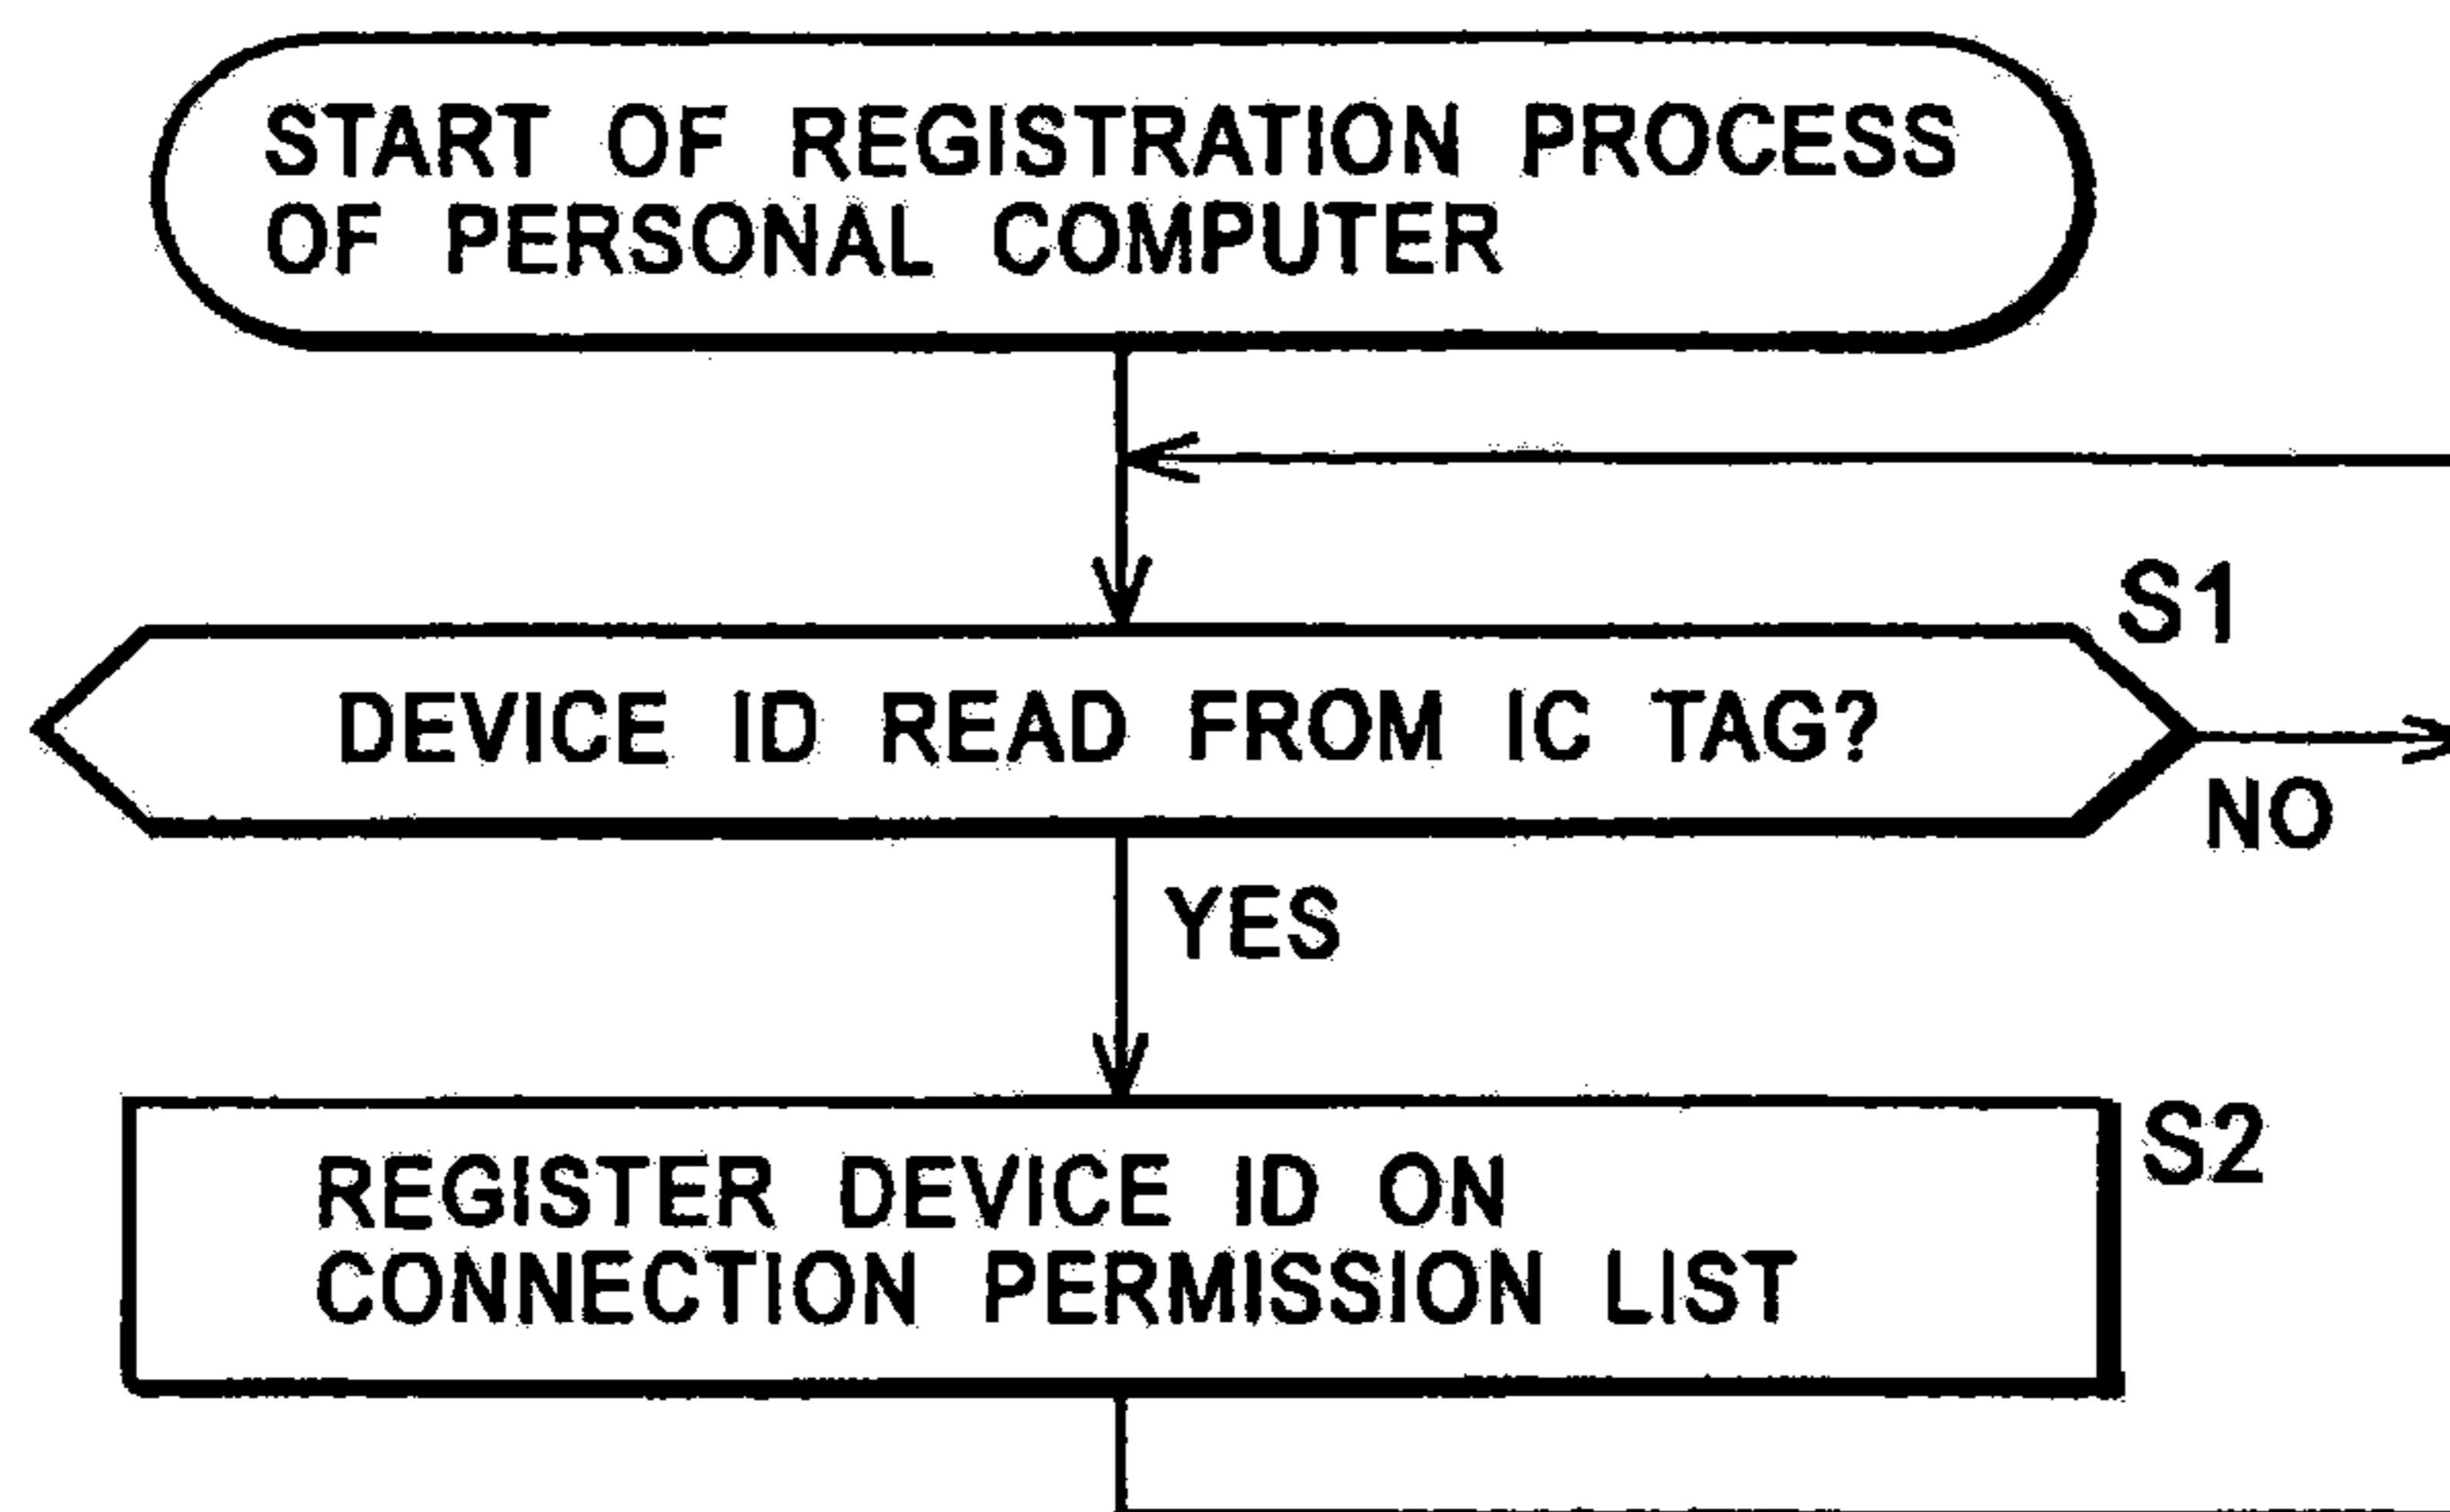 START OF REGISTRATION PROCESS
OF PERSONAL COMPUTER
S1
DEVICE ID READ FROM IC TAG?
NO
YES
S2
REGISTER DEVICE ID ON
CONNECTION PERMISSION LIST